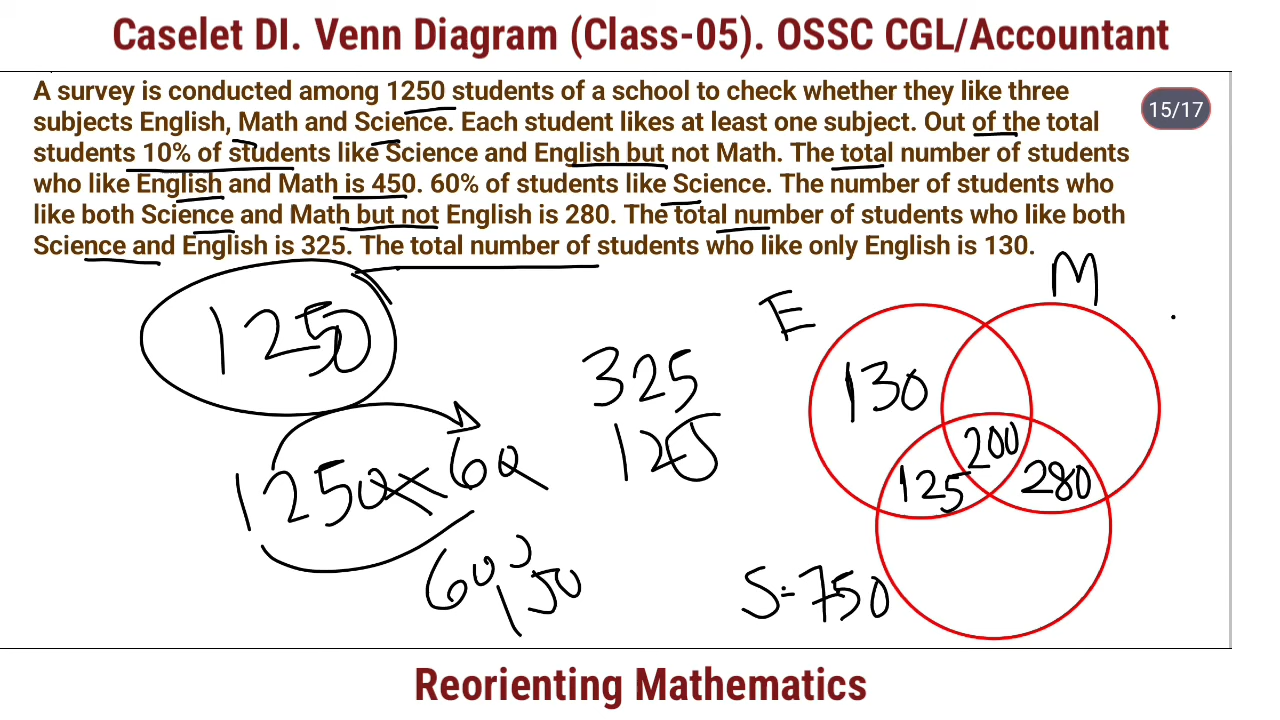 Caselet DI. Venn Diagram (Class-05). OSSC CGL/Accountant
A survey is conducted among 1250 students of a school to check whether they like three
subjects English, Math and Science. Each student likes at least one subject. Out of the total
students 10% of students like Science and English but not Math. The total number of students
who like English and Math is 450. 60% of students like Science. The number of students who
like both Science and Math but not English is 280. The total number of students who like both
Science and English is 325. The total number of students who like only English is 130.
15/17
M
E
1250
325
130
125
200
1250 × 60
125
280
S=750
Reorienting Mathematics